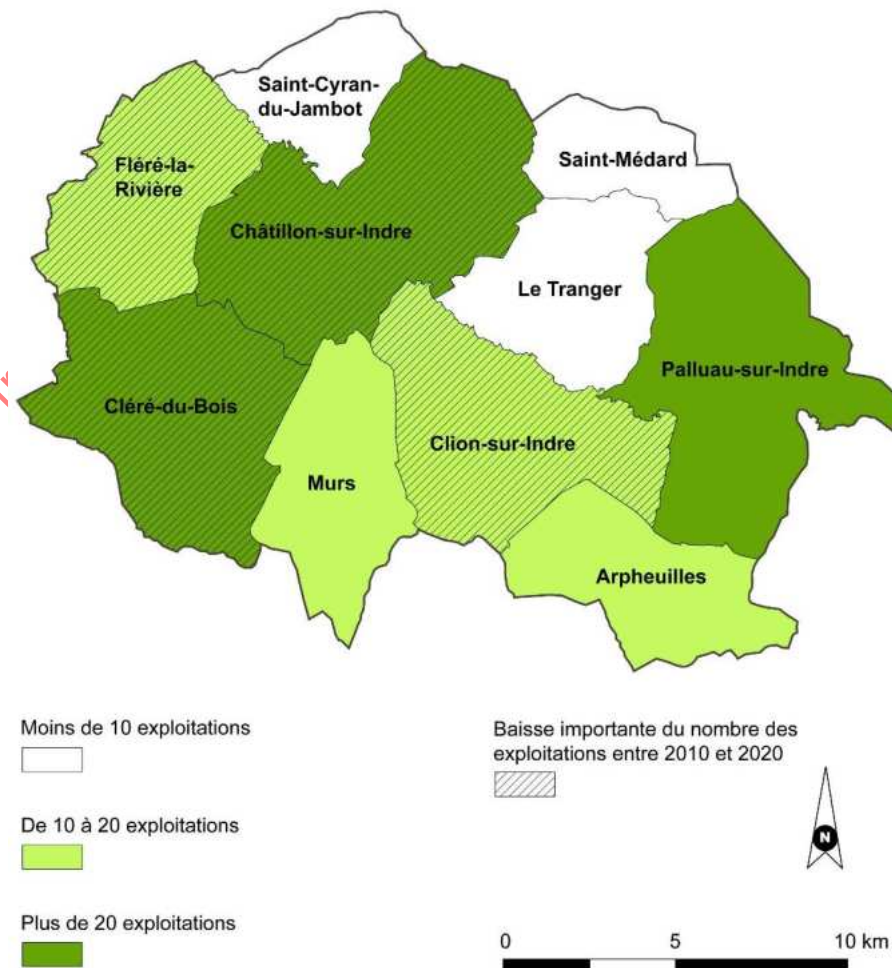 Saint-Cyran-
du-Jambot
Saint-Médard
Fléré-la-
Rivière
Châtillon-sur-Indre
Le Tranger
Palluau-sur-Indre
Cléré-du-Bois
Clion-sur-Indre
Murs
Arpheuilles
Moins de 10 exploitations
De 10 à 20 exploitations
Plus de 20 exploitations
Baisse importante du nombre des
exploitations entre 2010 et 2020
N
0 5 10 km